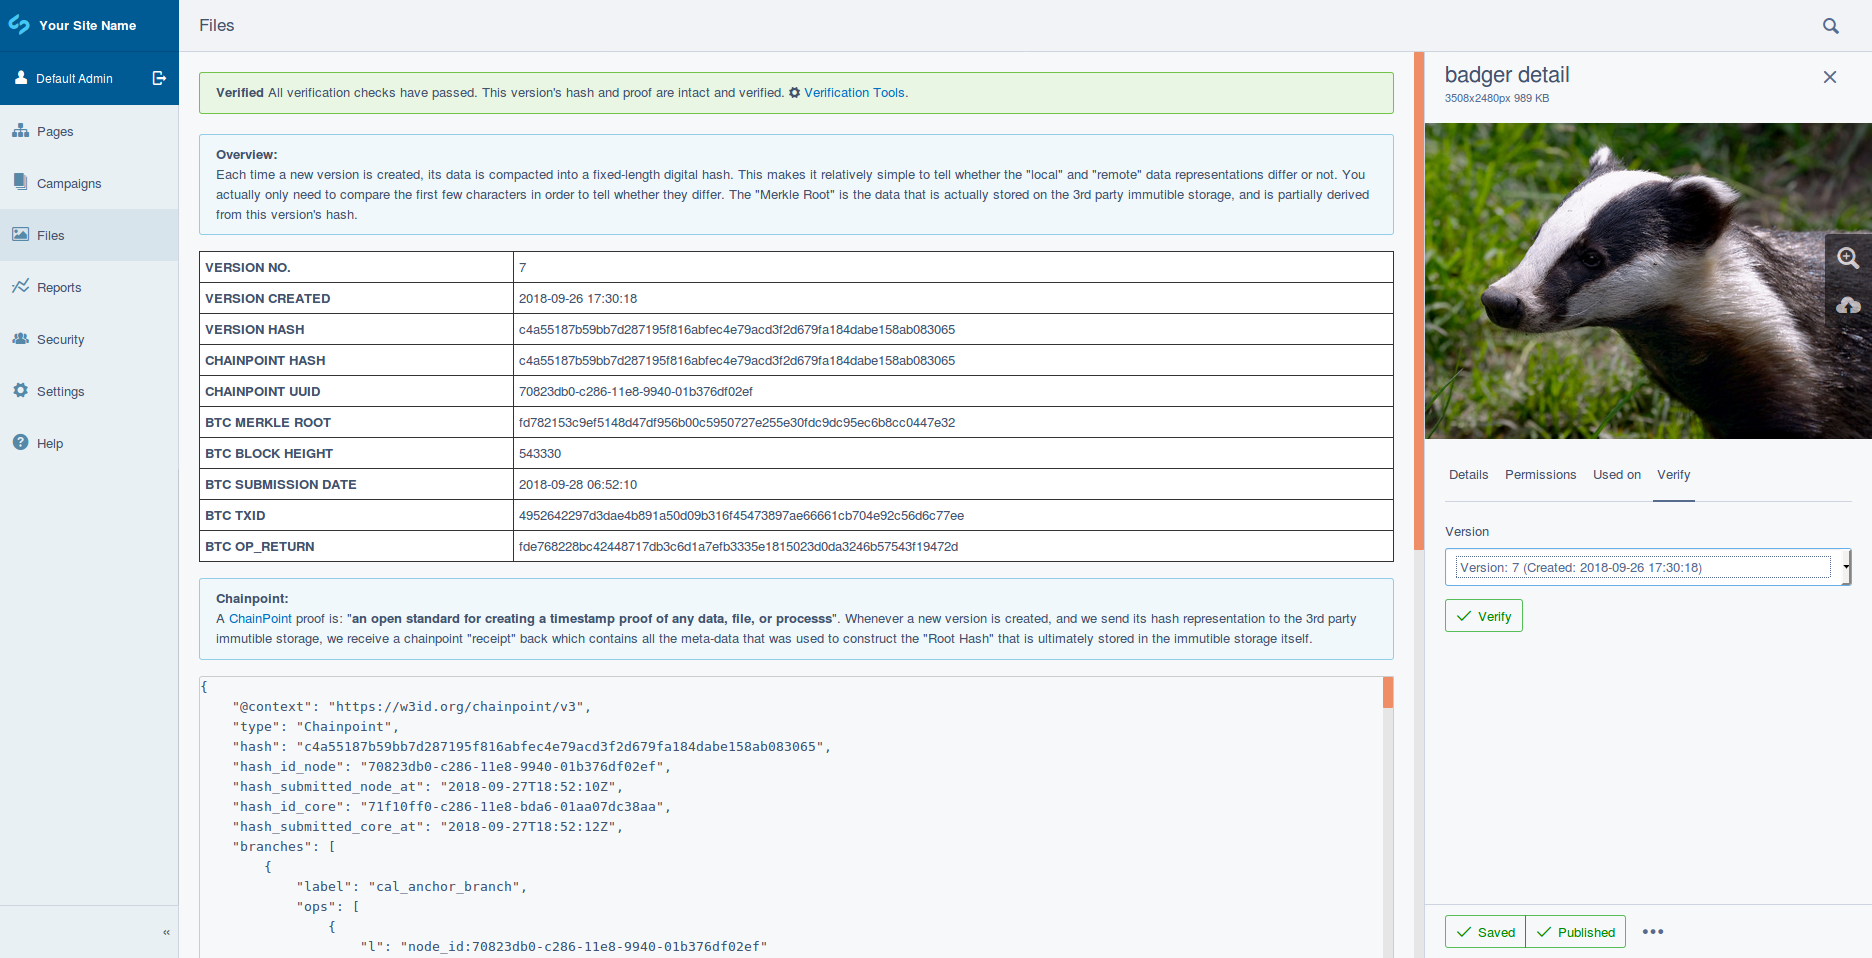 Your Site Name
Default Admin
Pages
Campaigns
Files
Reports
Security
Settings
Help
«
Files
Verified All verification checks have passed. This version's hash and proof are intact and verified. Verification Tools.
Overview:
Each time a new version is created, its data is compacted into a fixed-length digital hash. This makes it relatively simple to tell whether the "local" and "remote" data representations differ or not. You
actually only need to compare the first few characters in order to tell whether they differ. The "Merkle Root" is the data that is actually stored on the 3rd party immutible storage, and is partially derived
from this version's hash.
VERSION NO. 7
VERSION CREATED 2018-09-26 17:30:18
VERSION HASH c4a55187b59bb7d287195f816abfec4e79acd3f2d679fa184dabe158ab083065
CHAINPOINT HASH c4a55187b59bb7d287195f816abfec4e79acd3f2d679fa184dabe158ab083065
CHAINPOINT UUID 70823db0-c286-11e8-9940-01b376df02ef
BTC MERKLE ROOT fd782153c9ef5148d47df956b00c5950727e255e30fdc9dc95ec6b8cc0447e32
BTC BLOCK HEIGHT 543330
BTC SUBMISSION DATE 2018-09-28 06:52:10
BTC TXID 4952642297d3dae4b891a50d09b316f45473897ae66661cb704e92c56d6c77ee
BTC OP_RETURN fde768228bc42448717db3c6d1a7efb3335e1815023d0da3246b57543f19472d
Chainpoint:
A ChainPoint proof is: "an open standard for creating a timestamp proof of any data, file, or processs". Whenever a new version is created, and we send its hash representation to the 3rd party
immutible storage, we receive a chainpoint "receipt" back which contains all the meta-data that was used to construct the "Root Hash" that is ultimately stored in the immutible storage itself.
{
"@context": "https://w3id.org/chainpoint/v3",
"type": "Chainpoint",
"hash": "c4a55187b59bb7d287195f816abfec4e79acd3f2d679fa184dabe158ab083065",
"hash_id_node": "70823db0-c286-11e8-9940-01b376df02ef",
"hash_submitted_node_at": "2018-09-27T18:52:10Z",
"hash_id_core": "71f10ff0-c286-11e8-bda6-01aa07dc38aa",
"hash_submitted_core_at": "2018-09-27T18:52:12Z",
"branches": [
{
"label": "cal_anchor_branch",
"ops": [
{
"l": "node_id:70823db0-c286-11e8-9940-01b376df02ef"
badger detail
3508x2480px 989 KB
Details Permissions Used on Verify
Version
Version: 7 (Created: 2018-09-26 17:30:18)
Verify
Saved Published